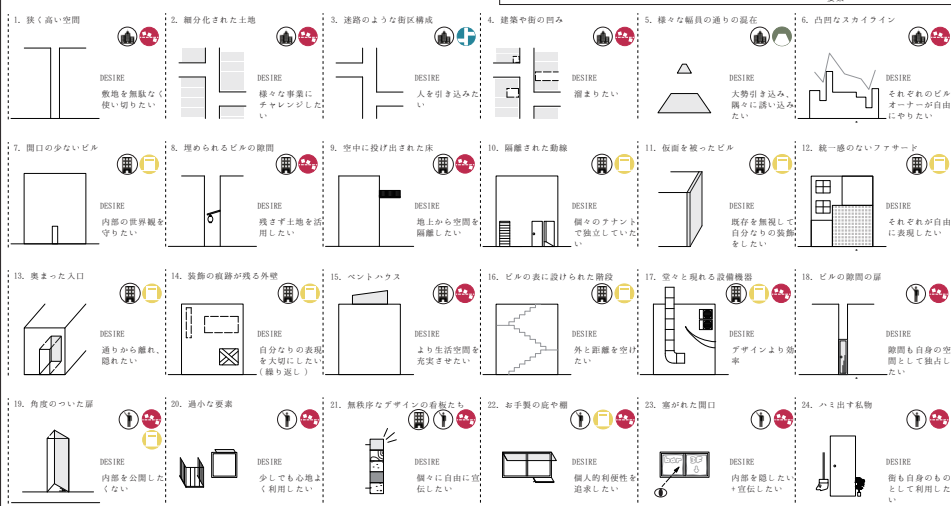 1. 狭く高い空間
DESIRE
敷地を無駄なく
使い切りたい
2. 細分化された土地
DESIRE
様々な事業に
チャレンジした
い
3. 迷路のような街区構成
DESIRE
人を引き込みた
い
4. 建築や街の凹み
DESIRE
溜まりたい
5. 様々な幅員の通りの混在
DESIRE
大勢引き込み、
隅々に誘い込み
たい
6. 凸凹なスカイライン
DESIRE
それぞれのビル
オーナーが自由
にやりたい
7. 開口の少ないビル
DESIRE
内部の世界観を
守りたい
8. 埋められるビルの隙間
DESIRE
残さず土地を活
用したい
9. 空中に投げ出された床
DESIRE
地上から空間を
隔離したい
10. 隔離された動線
DESIRE
個々のテナント
で独立していた
い
11. 仮面を被ったビル
DESIRE
既存を無視して
自分なりの装飾
をしたい
12. 統一感のないファサード
DESIRE
それぞれが自由
に表現したい
13. 奥まった入口
DESIRE
通りから離れ、
隠れたい
14. 装飾の痕跡が残る外壁
DESIRE
自分なりの表現
を大切にしたい
(繰り返し)
15. ペントハウス
DESIRE
より生活空間を
充実させたい
16. ビルの表に設けられた階段
DESIRE
外と距離を空け
たい
17. 堂々と現れる設備機器
DESIRE
デザインより効
率
18. ビルの隙間の扉
DESIRE
隙間も自身の空
間として独占し
たい
19. 角度のついた扉
DESIRE
内部を公開した
くない
20. 過小な要素
DESIRE
少しでも心地よ
く利用したい
21. 無秩序なデザインの看板たち
DESIRE
個々に自由に宣
伝したい
22. お手製の庇や棚
DESIRE
個人的利便性を
追求したい
23. 塞がれた開口
bar
3F
DESIRE
内部を隠したい
+宣伝したい
24. ハミ出す私物
DESIRE
街も自身のもの
として利用した
い